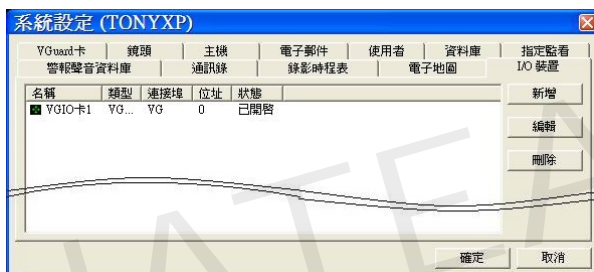 系統設定 (TONYXP)
VGuard卡 鏡頭 主機 電子郵件 使用者 資料庫 指定監看
警報聲音資料庫 通訊錄 錄影時程表 電子地圖 I/O 裝置
名稱 類型 連接埠 位址 狀態
VGIO卡1 VG... VG 0 已開啓
新增
編輯
刪除
確定 取消